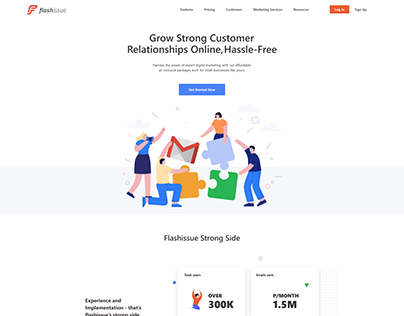 flashissue
Features Pricing Customers Marketing Services Resources Log In Sign Up
Grow Strong Customer
Relationships Online,Hassle-Free
Harness the power of expert digital marketing with our affordable
all inclusive packages built for small businesses like yours.
Get Started Now
Flashissue Strong Side
Total users Emails sent
OVER
300K
P/MONTH
1.5M
Experience and
Implementation - that's
flashissue's strong side